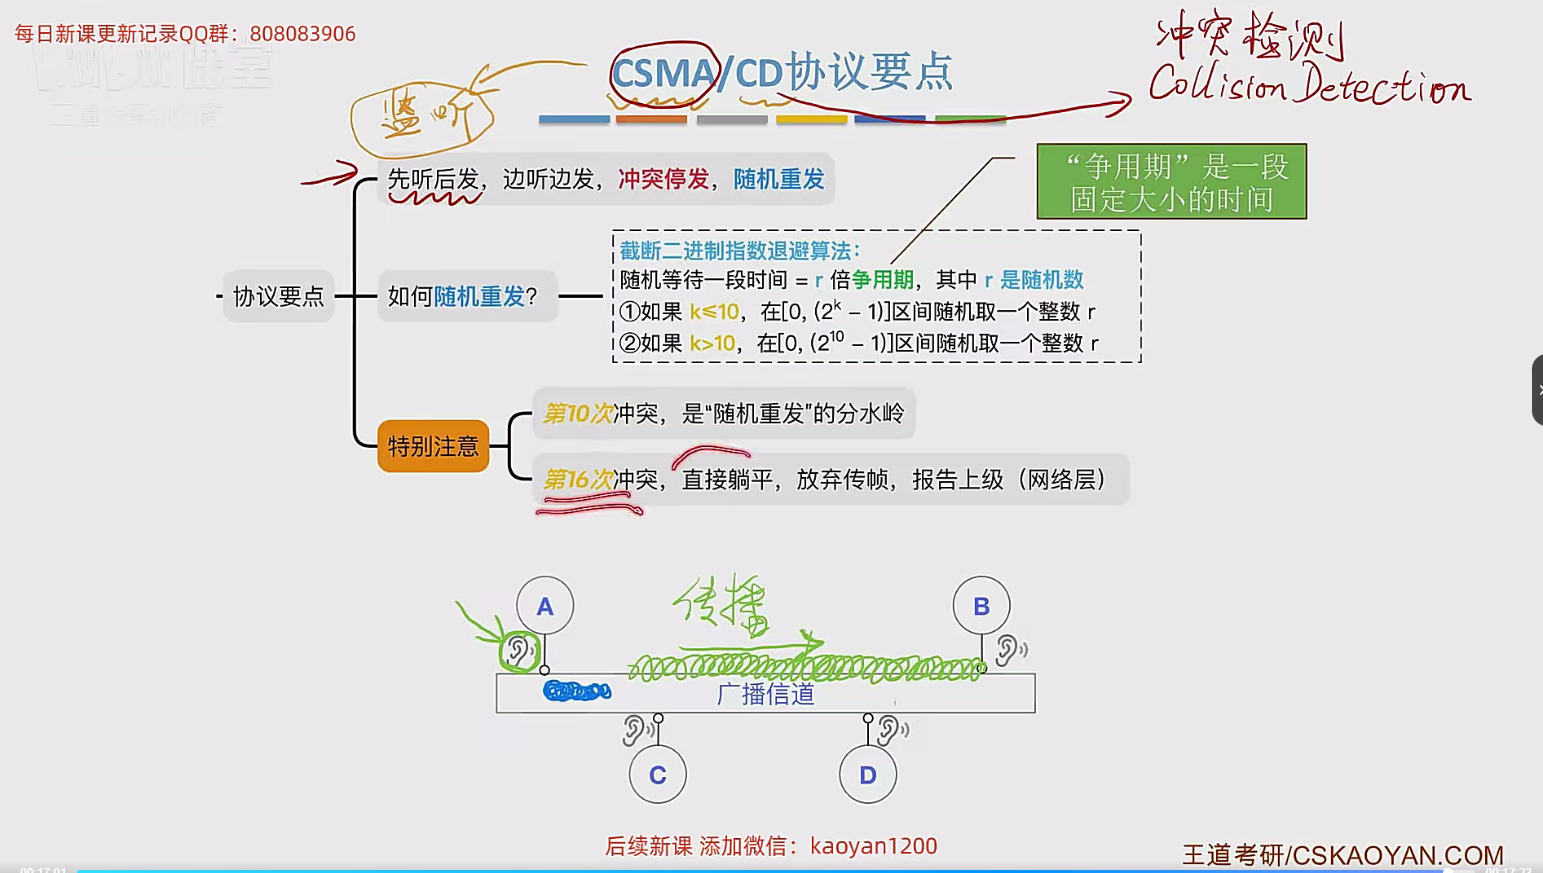 每日新课更新记录QQ群：808083906
冲突检测
CSMA/CD协议要点
Collision Detection
监听
“争用期”是一段
固定大小的时间
先听后发，边听边发，冲突停发，随机重发
截断二进制指数退避算法：
随机等待一段时间 = r 倍争用期，其中 r 是随机数
协议要点
如何随机重发？
①如果 k≤10，在[0, (2^k – 1)]区间随机取一个整数 r
②如果 k>10，在[0, (2^10 – 1)]区间随机取一个整数 r
第10次冲突，是“随机重发”的分水岭
特别注意
第16次冲突，直接躺平，放弃传帧，报告上级（网络层）
传播
A
B
广播信道
C
D
后续新课 添加微信：kaoyan1200
王道考研/CSKAOYAN.COM